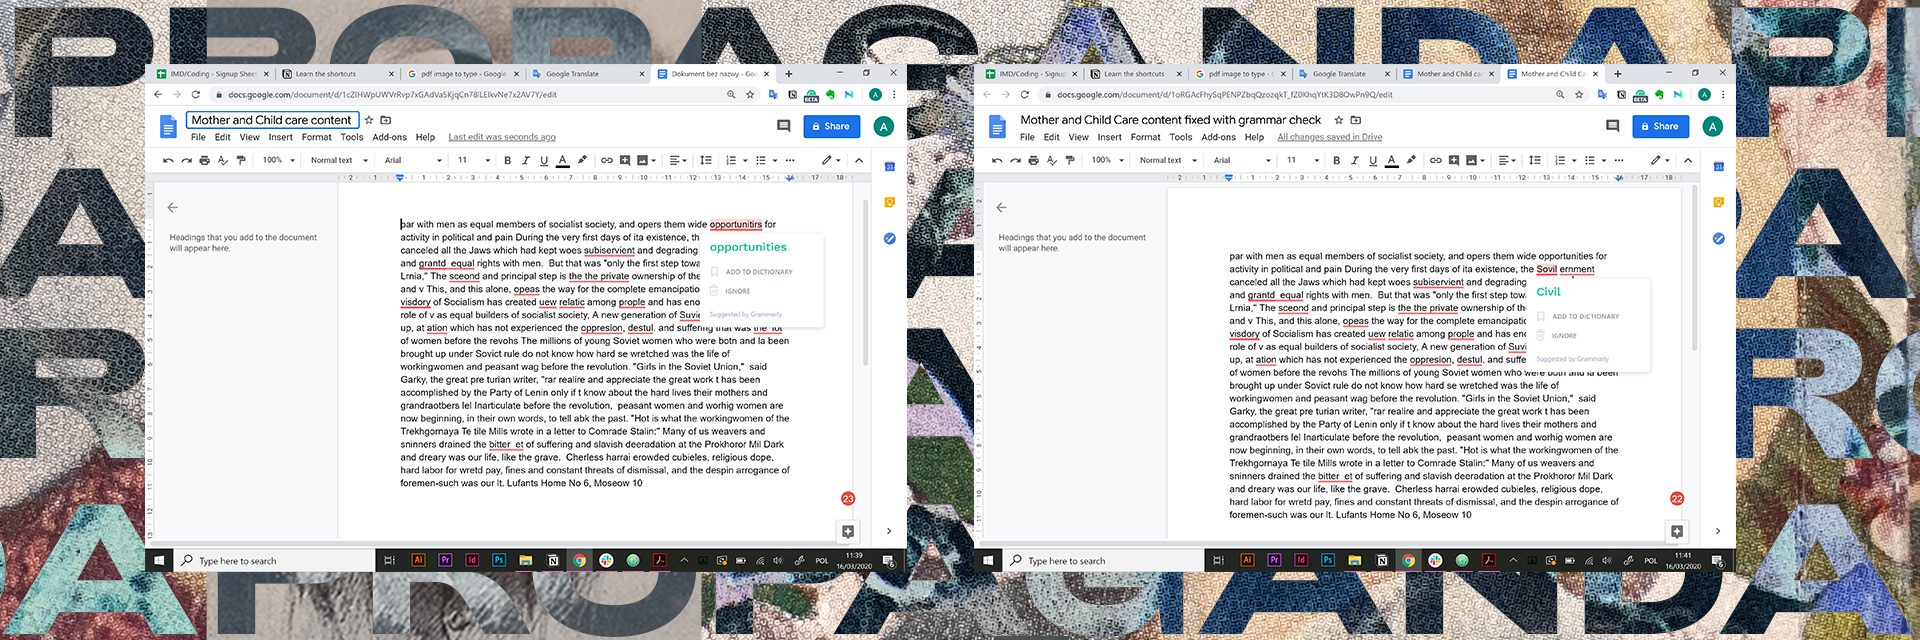 PROPAGANDA
IMD/Coding - Signup Sheet
Learn the shortcuts
pdf image to type - Google
Google Translate
Dokument bez nazwy - Goo
docs.google.com/document/d/1cZIHWpUWVrRvp7xGAdVa5KjqCn78ILElkvNe7x2AV7Y/edit
Mother and Child care content
File Edit View Insert Format Tools Add-ons Help Last edit was seconds ago
Share
A
100% Normal text Arial 11
Headings that you add to the document
will appear here.
par with men as equal members of socialist society, and opers them wide opportunitirs for
activity in political and pain During the very first days of ita existence, th
canceled all the Jaws which had kept woes subiservient and degrading
and grantd equal rights with men. But that was "only the first step towa
Lrnia," The sceond and principal step is the the private ownership of the
and v This, and this alone, opeas the way for the complete emancipatio
visdory of Socialism has created uew relatic among prople and has eno
role of v as equal builders of socialist society, A new generation of Suvie
up, at ation which has not experienced the oppresion, destul. and suffering that was the lot
of women before the revohs The millions of young Soviet women who were botn and la been
brought up under Sovict rule do not know how hard se wretched was the life of
workingwomen and peasant wag before the revolution. "Girls in the Soviet Union," said
Garky, the great pre turian writer, "rar realire and appreciate the great work t has been
accomplished by the Party of Lenin only if t know about the hard lives their mothers and
grandraotbers lel Inarticulate before the revolution, peasant women and worhig women are
now beginning, in their own words, to tell abk the past. "Hot is what the workingwomen of the
Trekhgornaya Te tile Mills wrote in a letter to Comrade Stalin:" Many of us weavers and
sninners drained the bitter et of suffering and slavish deeradation at the Prokhoror Mil Dark
and dreary was our life, like the grave. Cherless harrai erowded cubieles, religious dope,
hard labor for wretd pay, fines and constant threats of dismissal, and the despin arrogance of
foremen-such was our lt. Lufants Home No 6, Moseow 10
opportunities
ADD TO DICTIONARY
IGNORE
Suggested by Grammarly
23
Type here to search
POL
11:39
16/03/2020
IMD/Coding - Signup
Learn the shortcuts
pdf image to type - G
Google Translate
Mother and Child ca
Mother and Child C
docs.google.com/document/d/1oRGAcFhySqPENPZbqQzozqkT_fZ0KhqYtK3D8OwPn9Q/edit
Mother and Child Care content fixed with grammar check
File Edit View Insert Format Tools Add-ons Help All changes saved in Drive
Share
A
100% Normal text Arial 11
Headings that you add to the document
will appear here.
par with men as equal members of socialist society, and opers them wide opportunities for
activity in political and pain During the very first days of ita existence, the Sovil ernment
canceled all the Jaws which had kept woes subiservient and degrading
and grantd equal rights with men. But that was "only the first step tow
Lrnia," The sceond and principal step is the the private ownership of the
and v This, and this alone, opeas the way for the complete emancipatio
visdory of Socialism has created uew relatic among prople and has eno
role of v as equal builders of socialist society, A new generation of Suvi
up, at ation which has not experienced the oppresion, destul. and suffe
of women before the revohs The millions of young Soviet women who were botn and la been
brought up under Sovict rule do not know how hard se wretched was the life of
workingwomen and peasant wag before the revolution. "Girls in the Soviet Union," said
Garky, the great pre turian writer, "rar realire and appreciate the great work t has been
accomplished by the Party of Lenin only if t know about the hard lives their mothers and
grandraotbers lel Inarticulate before the revolution, peasant women and worhig women are
now beginning, in their own words, to tell abk the past. "Hot is what the workingwomen of the
Trekhgornaya Te tile Mills wrote in a letter to Comrade Stalin:" Many of us weavers and
sninners drained the bitter et of suffering and slavish deeradation at the Prokhoror Mil Dark
and dreary was our life, like the grave. Cherless harrai erowded cubieles, religious dope,
hard labor for wretd pay, fines and constant threats of dismissal, and the despin arrogance of
foremen-such was our lt. Lufants Home No 6, Moseow 10
Civil
ADD TO DICTIONARY
IGNORE
Suggested by Grammarly
22
Type here to search
POL
11:41
16/03/2020
PROPAGANDA